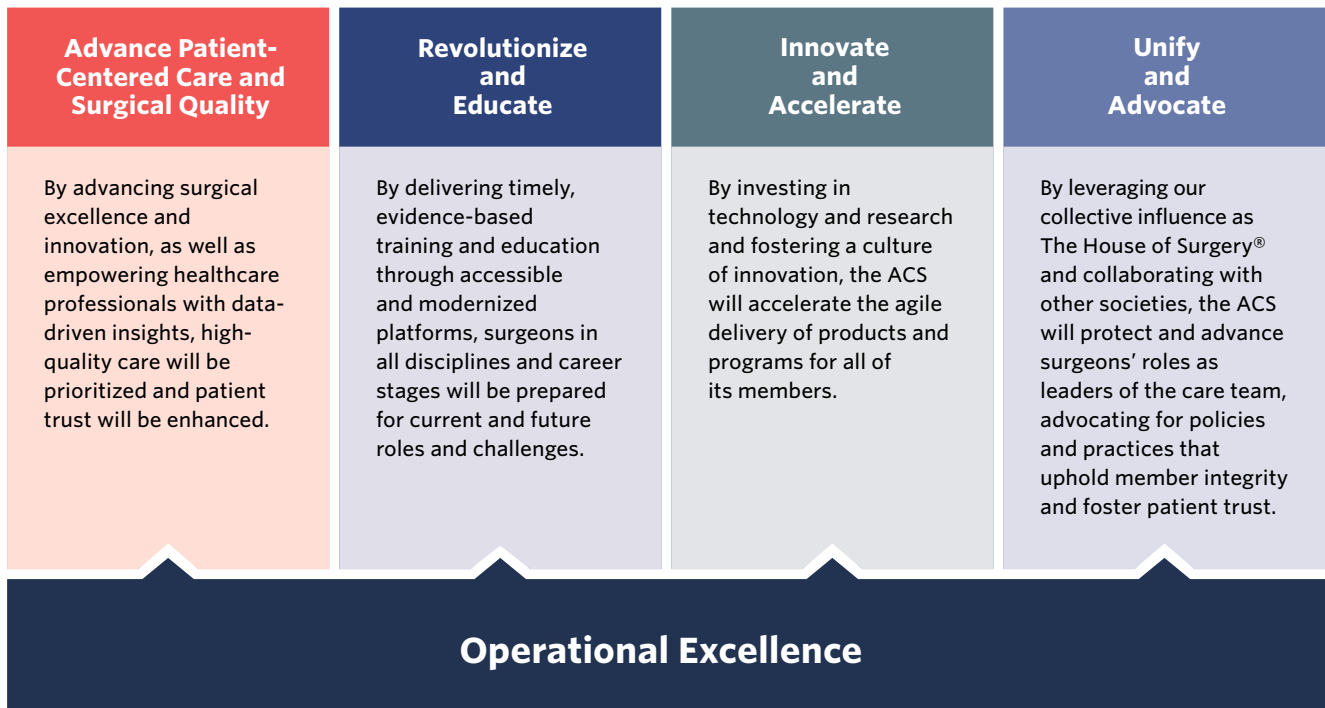 Advance Patient-
Centered Care and
Surgical Quality
By advancing surgical
excellence and
innovation, as well as
empowering healthcare
professionals with data-
driven insights, high-
quality care will be
prioritized and patient
trust will be enhanced.
Revolutionize
and
Educate
By delivering timely,
evidence-based
training and education
through accessible
and modernized
platforms, surgeons in
all disciplines and career
stages will be prepared
for current and future
roles and challenges.
Innovate
and
Accelerate
By investing in
technology and research
and fostering a culture
of innovation, the ACS
will accelerate the agile
delivery of products and
programs for all of
its members.
Unify
and
Advocate
By leveraging our
collective influence as
The House of Surgery®
and collaborating with
other societies, the ACS
will protect and advance
surgeons’ roles as
leaders of the care team,
advocating for policies
and practices that
uphold member integrity
and foster patient trust.
Operational Excellence